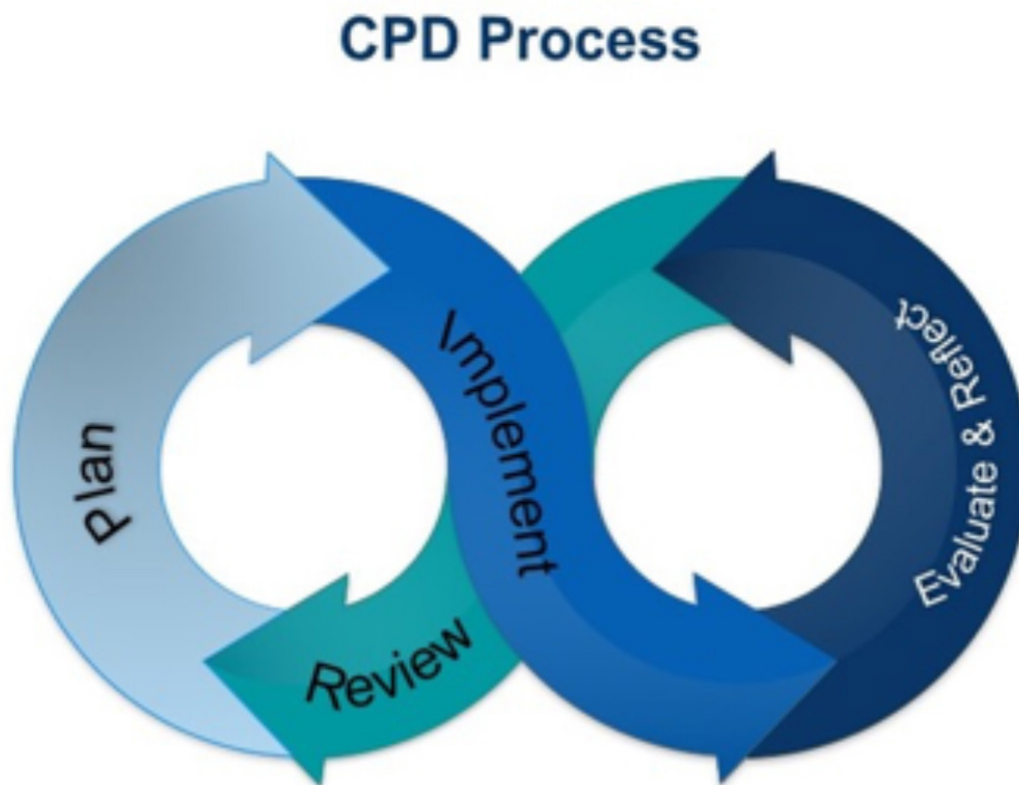 CPD Process
Plan
Implement
Evaluate & Reflect
Review